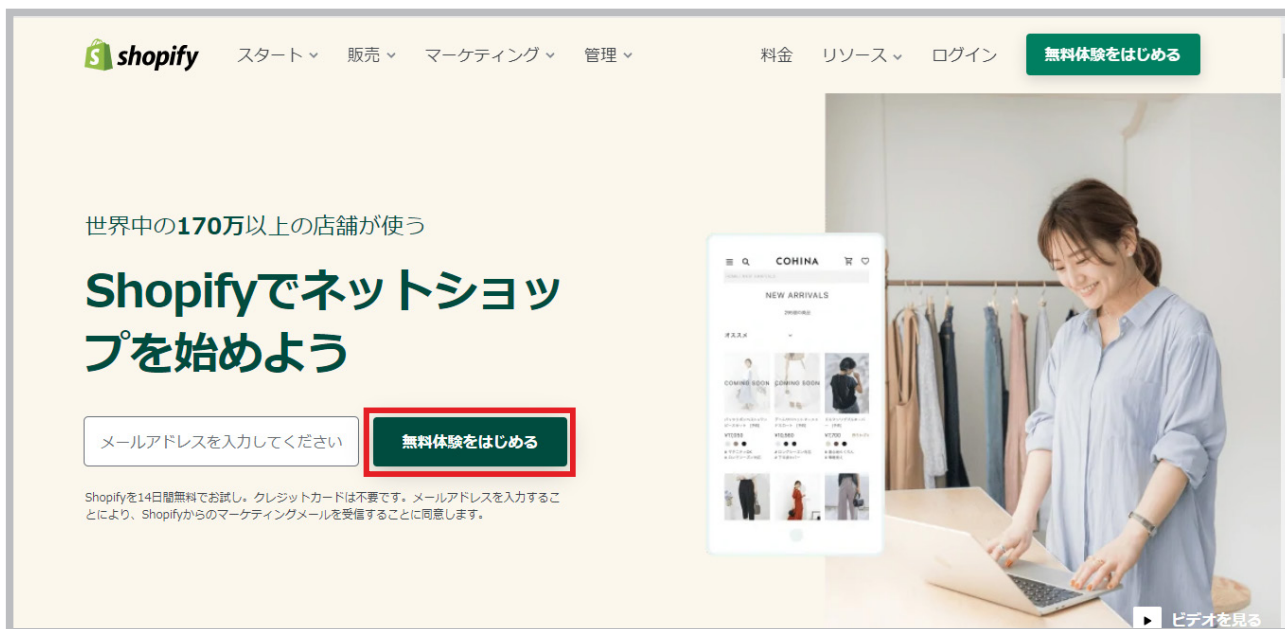 shopify スタート 販売 マーケティング 管理 料金 リソース ログイン 無料体験をはじめる
世界中の170万以上の店舗が使う
Shopifyでネットショッ
プを始めよう
メールアドレスを入力してください 無料体験をはじめる
Shopifyを14日間無料でお試し。クレジットカードは不要です。メールアドレスを入力するこ
とにより、Shopifyからのマーケティングメールを受信することに同意します。
COHINA
NEW ARRIVALS
オススメ
COMING SOON COMING SOON
ビデオを見る